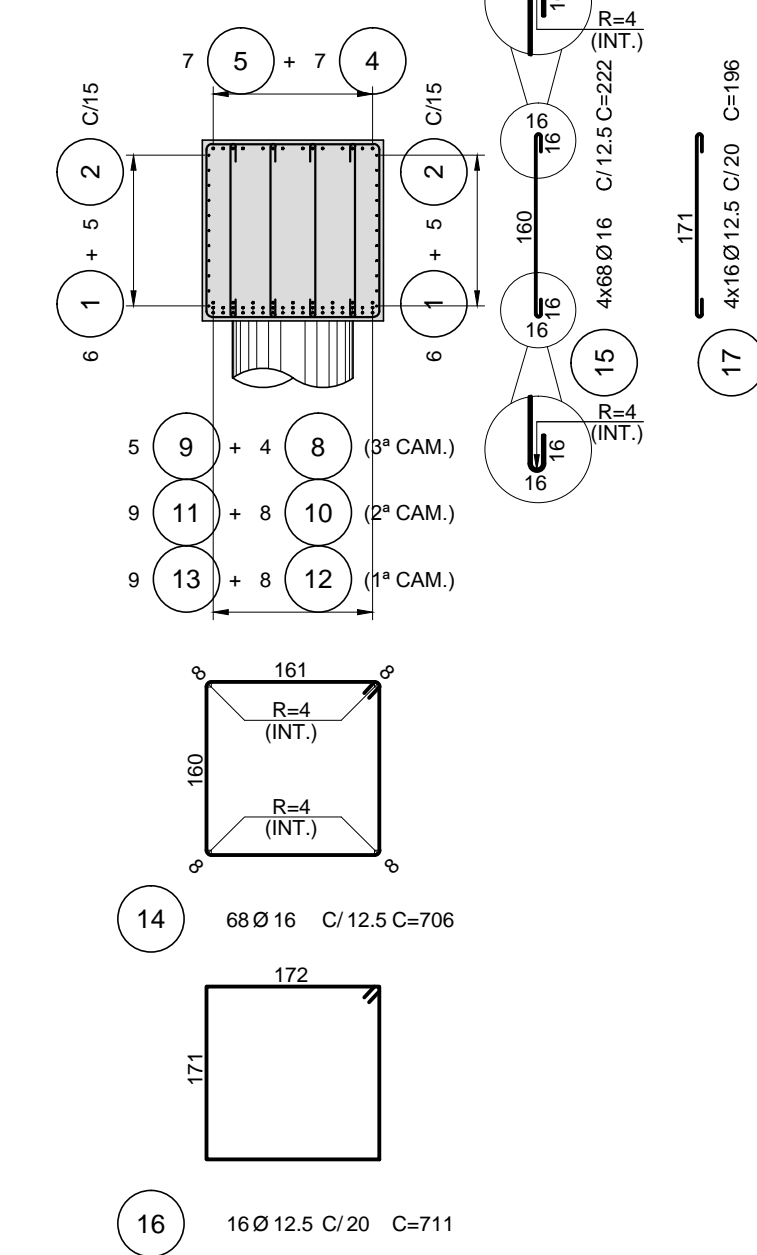 7 5 + 7 4
C/15
2
5
+
1
6
C/15
2
5
+
1
6
R=4
(INT.)
16
16
160
16
16
4x68 Ø 16 C/ 12.5 C=222
15
R=4
(INT.)
16
16
171
4x16 Ø 12.5 C/ 20 C=196
17
5 9 + 4 8 (3ª CAM.)
9 11 + 8 10 (2ª CAM.)
9 13 + 8 12 (1ª CAM.)
8 161 8
R=4
(INT.)
160
R=4
(INT.)
8 8
14 68 Ø 16 C/ 12.5 C=706
172
171
16 16 Ø 12.5 C/ 20 C=711